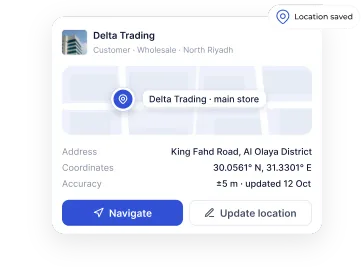 Location saved
Delta Trading
Customer · Wholesale · North Riyadh
Delta Trading · main store
Address King Fahd Road, Al Olaya District
Coordinates 30.0561° N, 31.3301° E
Accuracy ±5 m · updated 12 Oct
Navigate Update location